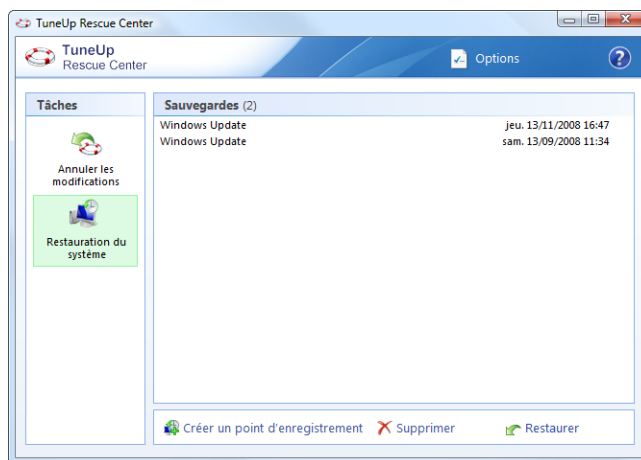 TuneUp Rescue Center
TuneUp
Rescue Center
Options
?
Tâches
Annuler les
modifications
Restauration du
système
Sauvegardes (2)
Windows Update jeu. 13/11/2008 16:47
Windows Update sam. 13/09/2008 11:34
Créer un point d'enregistrement Supprimer Restaurer